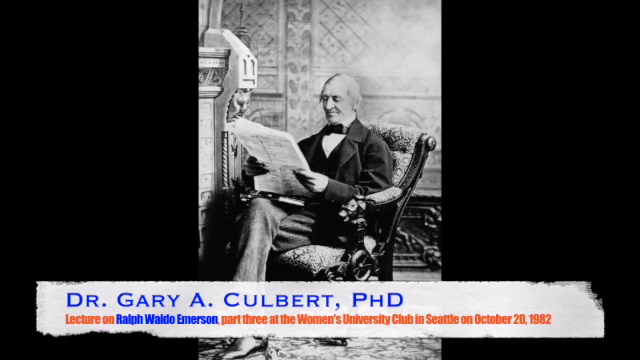 Dr. Gary A. Culbert, PhD
Lecture on Ralph Waldo Emerson, part three at the Women's University Club in Seattle on October 20, 1982